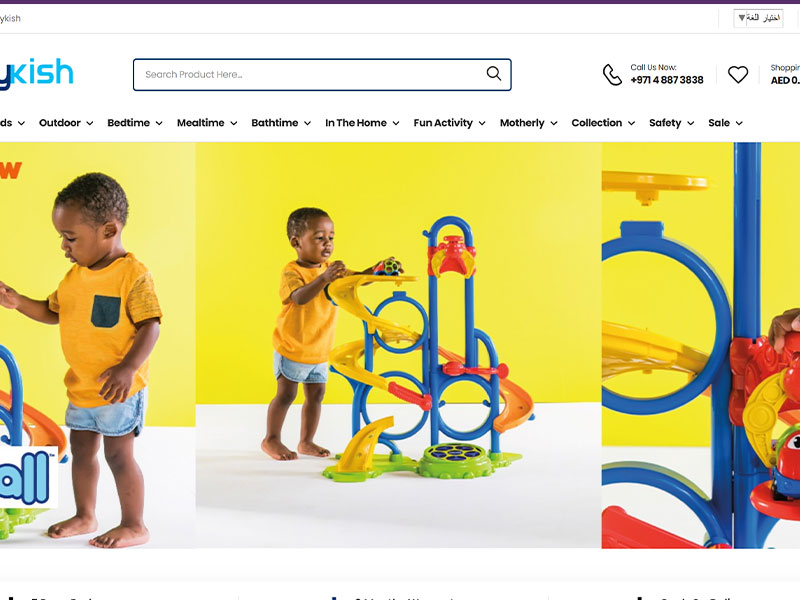 ykish
اختيار اللغة ▼
ykish
Search Product Here...
Call Us Now:
+971 4 887 3838
Shoppin
AED 0.
ds
Outdoor
Bedtime
Mealtime
Bathtime
In The Home
Fun Activity
Motherly
Collection
Safety
Sale
w
all